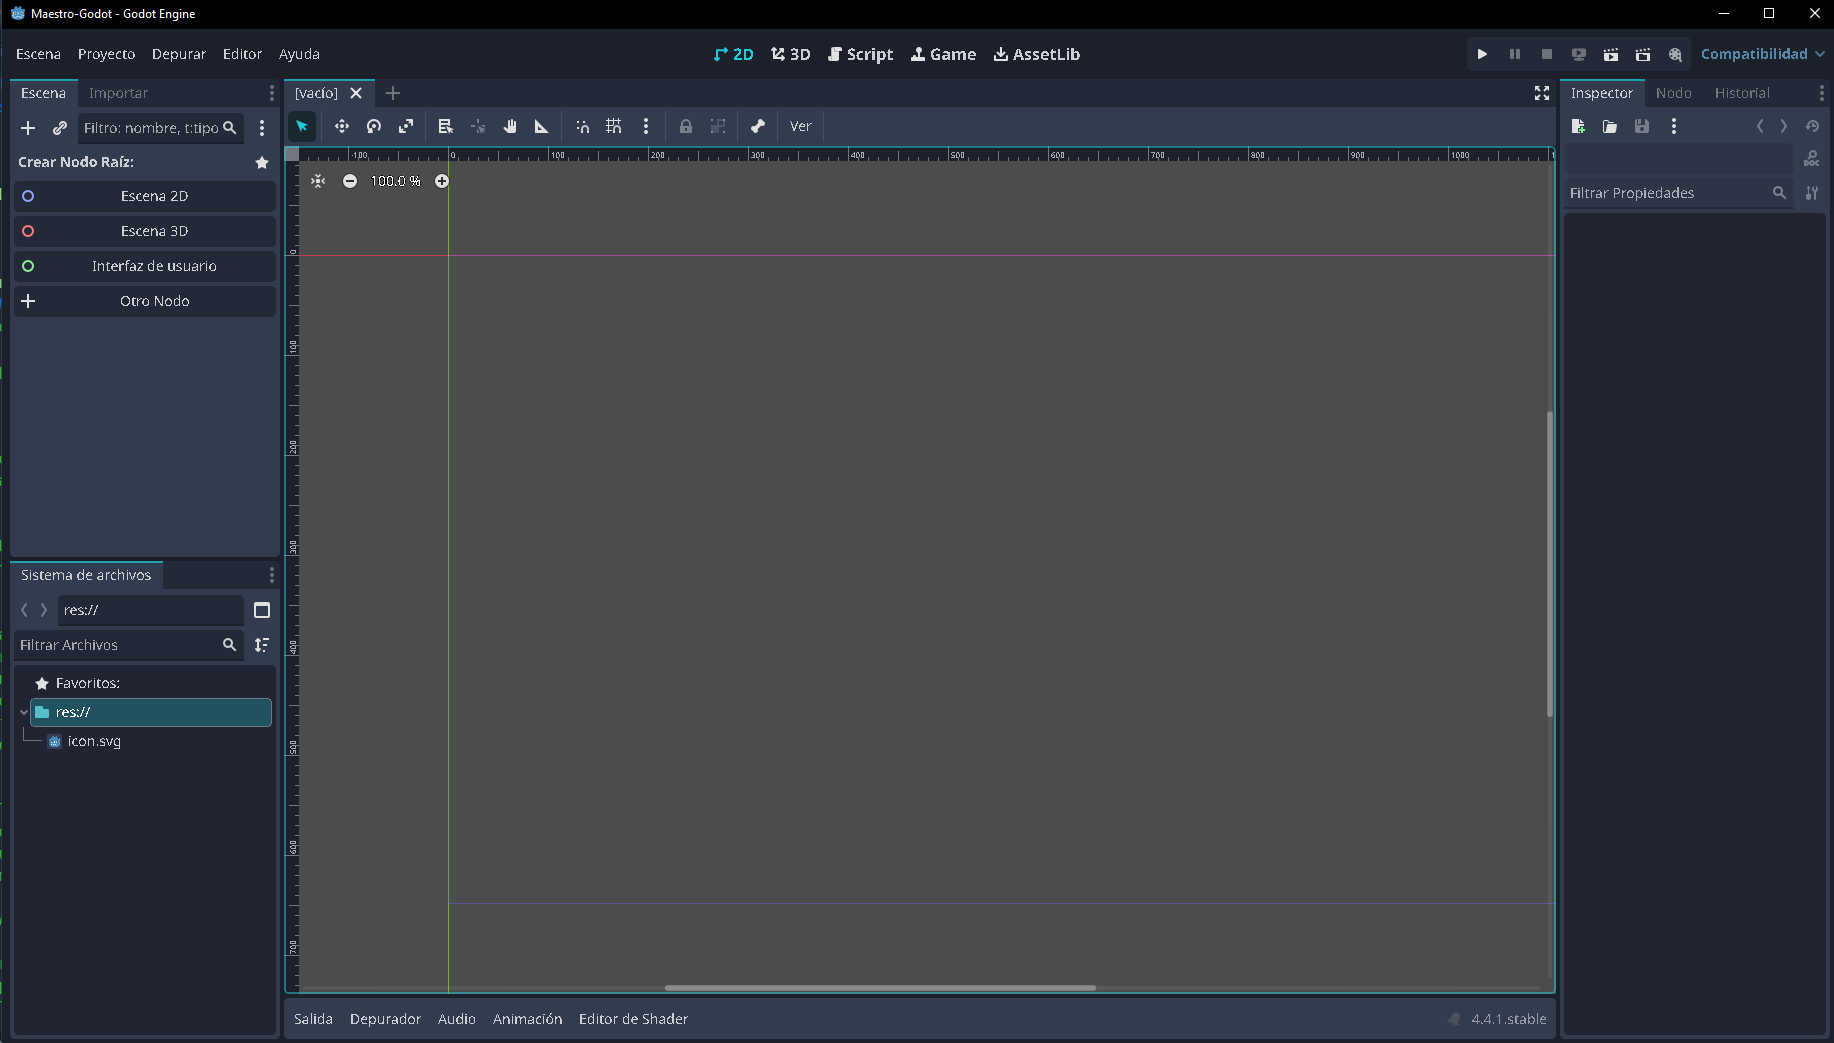 Maestro-Godot - Godot Engine
Escena Proyecto Depurar Editor Ayuda
2D 3D Script Game AssetLib
Compatibilidad
Escena Importar
Filtro: nombre, t:tipo
Crear Nodo Raíz:
Escena 2D
Escena 3D
Interfaz de usuario
Otro Nodo
Sistema de archivos
res://
Filtrar Archivos
Favoritos:
res://
icon.svg
[vacío]
Ver
-100 0 100 200 300 400 500 600 700 800 900 1000
100.0 %
0
100
200
300
400
500
600
700
Salida Depurador Audio Animación Editor de Shader
4.4.1.stable
Inspector Nodo Historial
DOC
Filtrar Propiedades